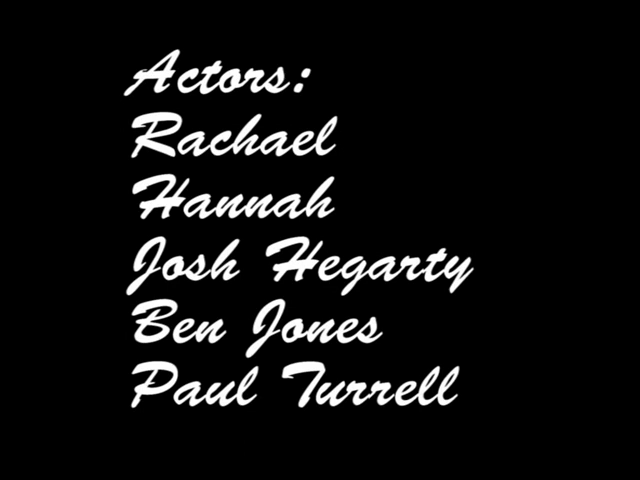 Actors:
Rachael
Hannah
Josh Hegarty
Ben Jones
Paul Turrell